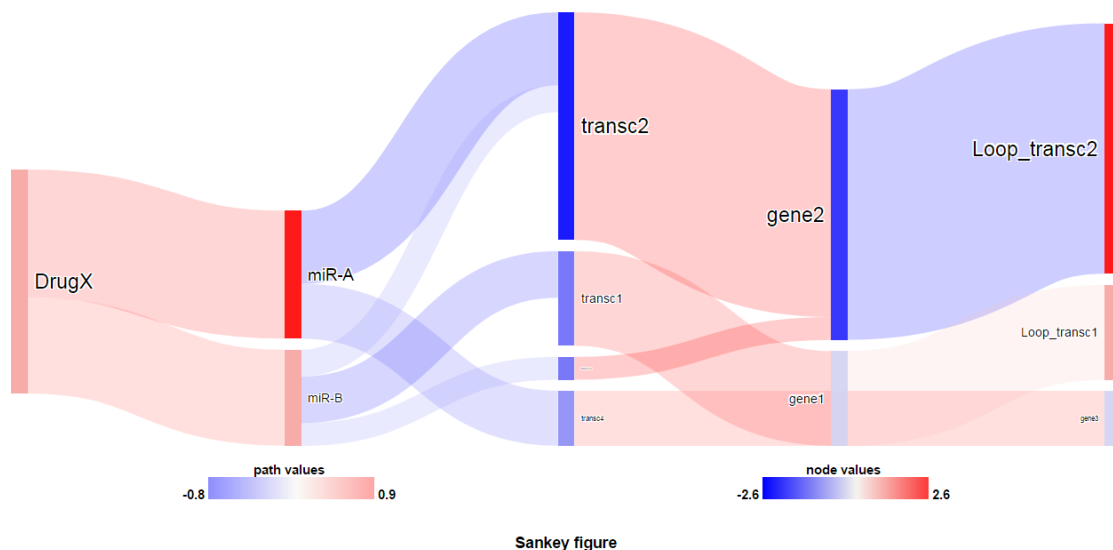 transc2
Loop_transc2
gene2
DrugX
miR-A
transc1
Loop_transc1
miR-B
gene1
transc4
gene3
path values
node values
-0.8
0.9
-2.6
2.6
Sankey figure